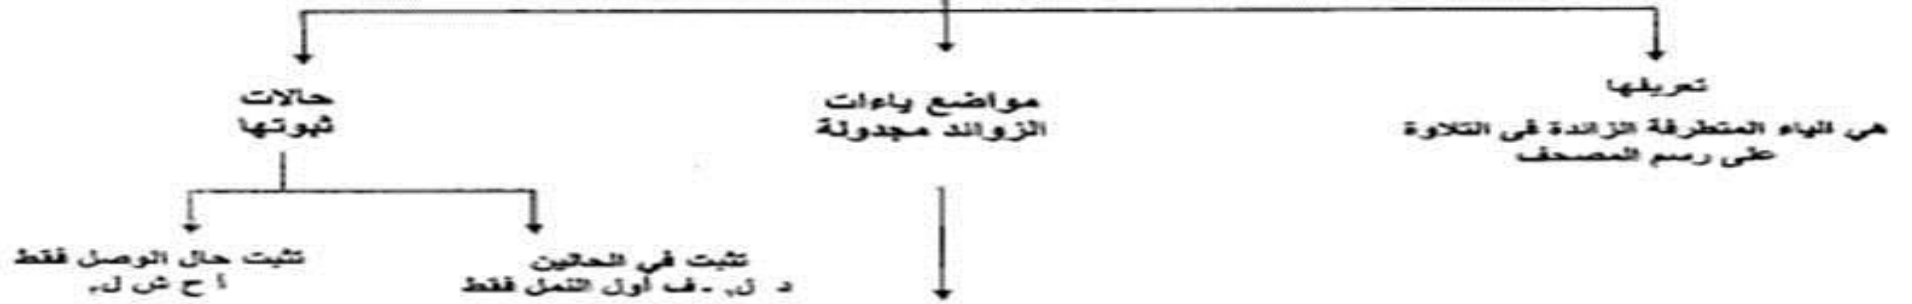 تعريفها
هي الياء المتطرفة الزائدة في التلاوة
على رسم المصحف
مواضع ياءات
الزوائد مجدولة
حالات
ثبوتها
تثبت في الحالين
د ل، ـ ف أول النمل فقط
تثبت حال الوصل فقط
أ ح ش ل،